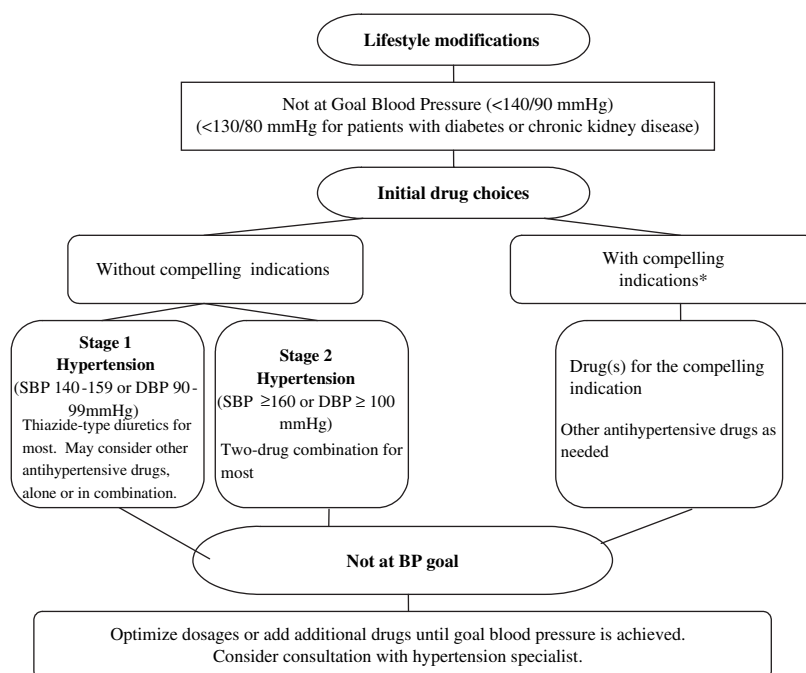 Lifestyle modifications
Not at Goal Blood Pressure (<140/90 mmHg)
(<130/80 mmHg for patients with diabetes or chronic kidney disease)
Initial drug choices
Without compelling indications
With compelling
indications*
Stage 1
Hypertension
(SBP 140-159 or DBP 90-
99mmHg)
Thiazide-type diuretics for
most. May consider other
antihypertensive drugs,
alone or in combination.
Stage 2
Hypertension
(SBP ≥160 or DBP ≥ 100
mmHg)
Two-drug combination for
most
Drug(s) for the compelling
indication
Other antihypertensive drugs as
needed
Not at BP goal
Optimize dosages or add additional drugs until goal blood pressure is achieved.
Consider consultation with hypertension specialist.